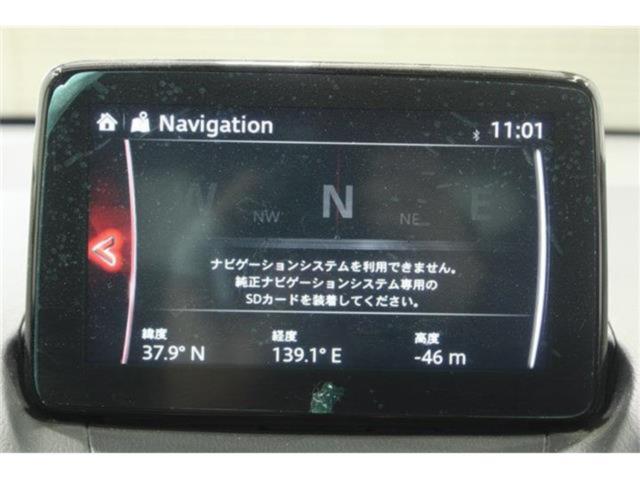 Navigation 11:01
W NW N NE E
ナビゲーションシステムを利用できません。
純正ナビゲーションシステム専用の
SDカードを装着してください。
緯度 経度 高度
37.9° N 139.1° E -46 m